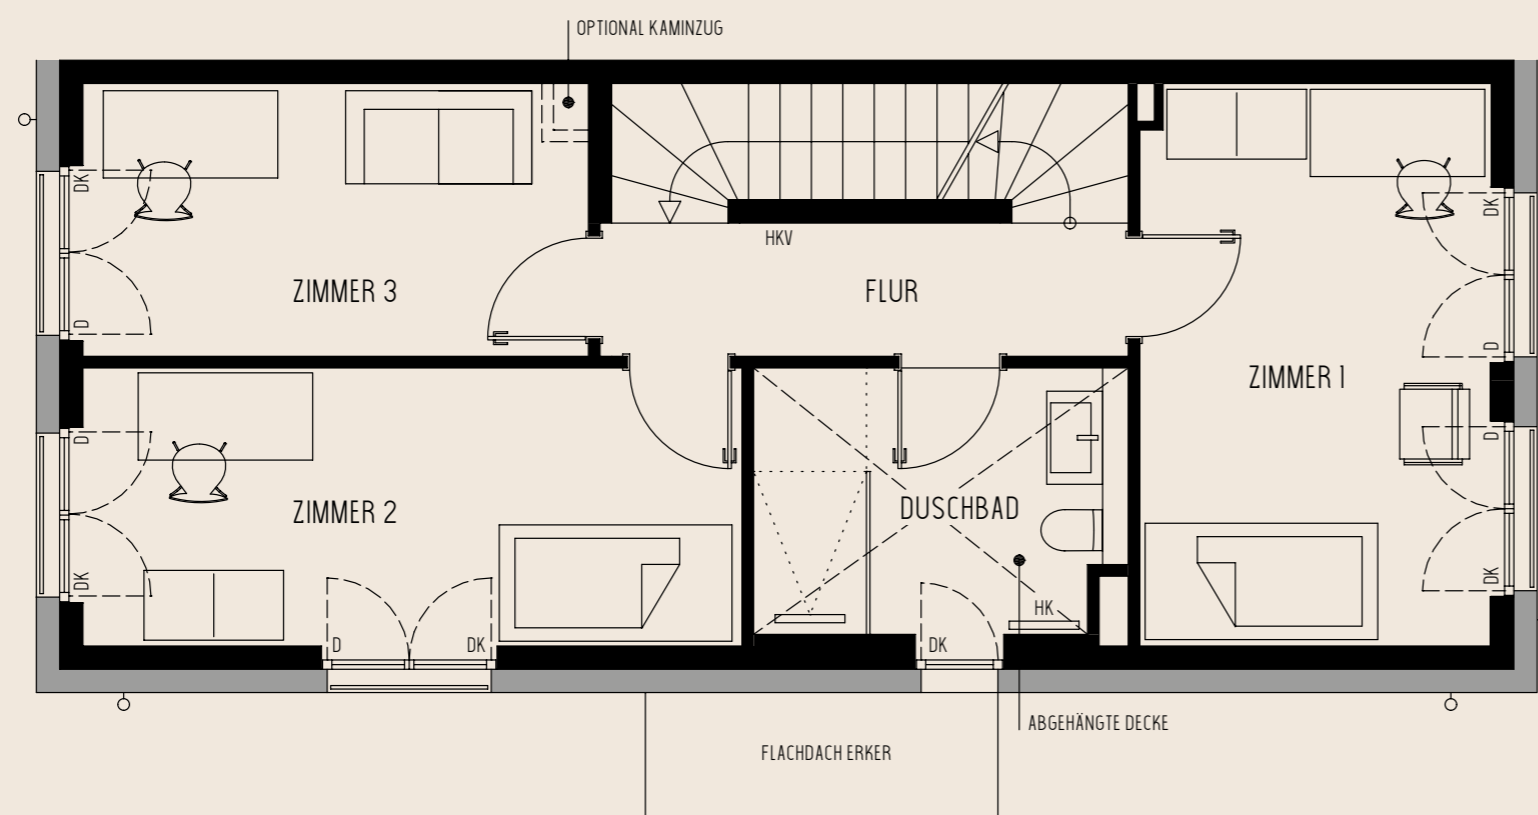 OPTIONAL KAMINZUG
DK
DK
HKV
ZIMMER 3
FLUR
D
D
ZIMMER 1
D
D
ZIMMER 2
DUSCHBAD
DK
DK
HK
D
DK
DK
ABGEHÄNGTE DECKE
FLACHDACH ERKER